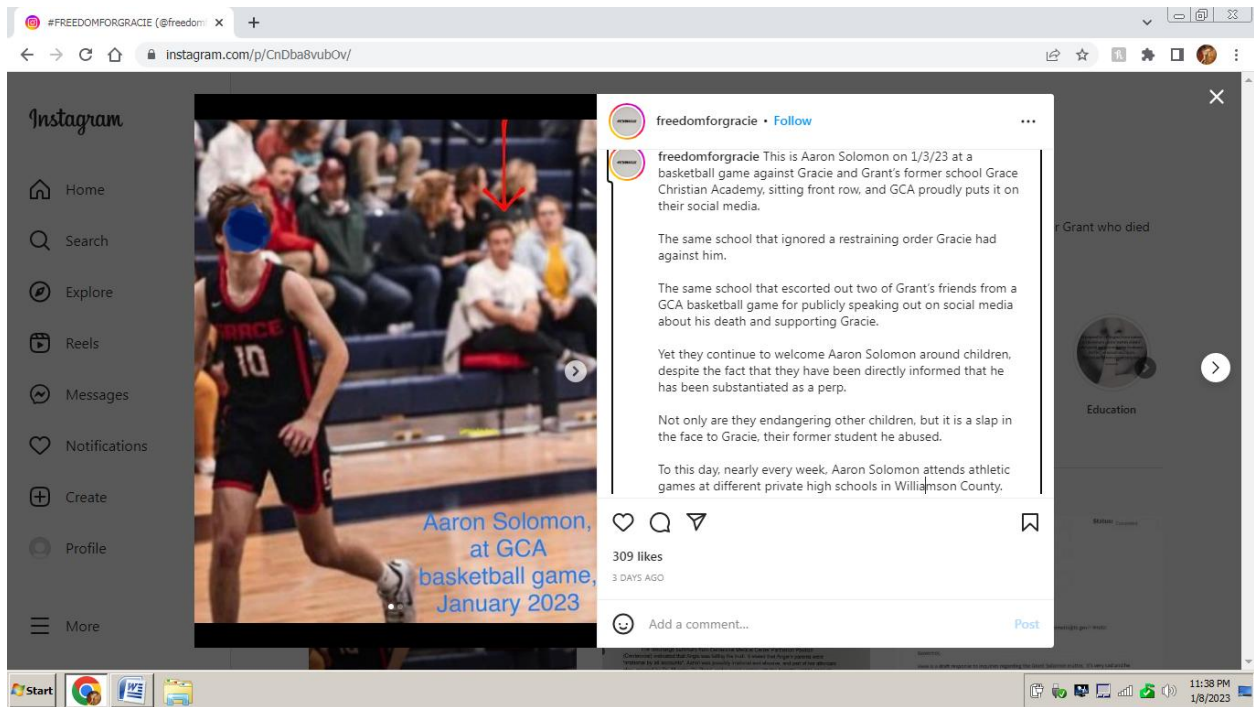 #FREEDOMFORGRACIE (@freedom
instagram.com/p/CnDba8vubOv/
Instagram
Home
Search
Explore
Reels
Messages
Notifications
Create
Profile
More
GRACE
10
Aaron Solomon,
at GCA
basketball game,
January 2023
freedomforgracie • Follow
freedomforgracie This is Aaron Solomon on 1/3/23 at a
basketball game against Gracie and Grant's former school Grace
Christian Academy, sitting front row, and GCA proudly puts it on
their social media.
The same school that ignored a restraining order Gracie had
against him.
The same school that escorted out two of Grant's friends from a
GCA basketball game for publicly speaking out on social media
about his death and supporting Gracie.
Yet they continue to welcome Aaron Solomon around children,
despite the fact that they have been directly informed that he
has been substantiated as a perp.
Not only are they endangering other children, but it is a slap in
the face to Gracie, their former student he abused.
To this day, nearly every week, Aaron Solomon attends athletic
games at different private high schools in Williamson County.
309 likes
3 DAYS AGO
Add a comment...
Post
r Grant who died
Education
Start
11:38 PM
1/8/2023